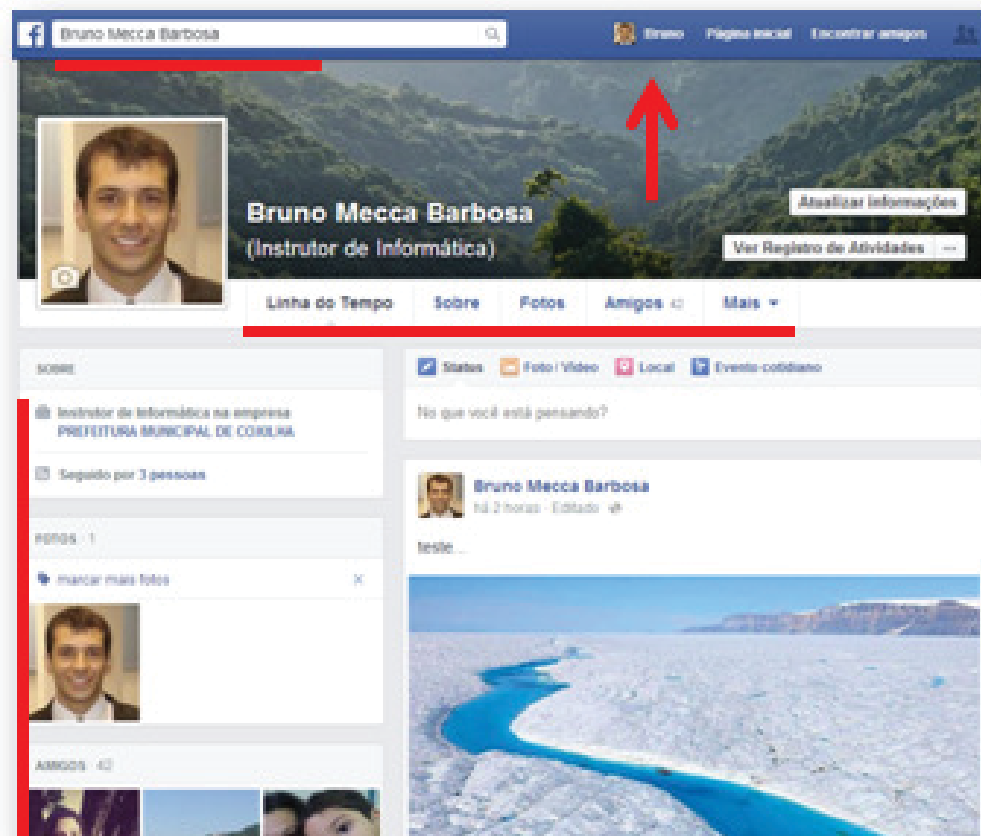 f Bruno Mecca Barbosa
Bruno Página inicial Encontrar amigos
Bruno Mecca Barbosa
(Instrutor de Informática)
Atualizar informações
Ver Registro de Atividades ...
Linha do Tempo Sobre Fotos Amigos 42 Mais
SOBRE
Instrutor de Informática na empresa
PREFEITURA MUNICIPAL DE COXILHA
Seguido por 3 pessoas
FOTOS · 1
marcar mais fotos
AMIGOS · 42
Status Foto / Vídeo Local Evento cotidiano
No que você está pensando?
Bruno Mecca Barbosa
há 2 horas · Editado
teste...